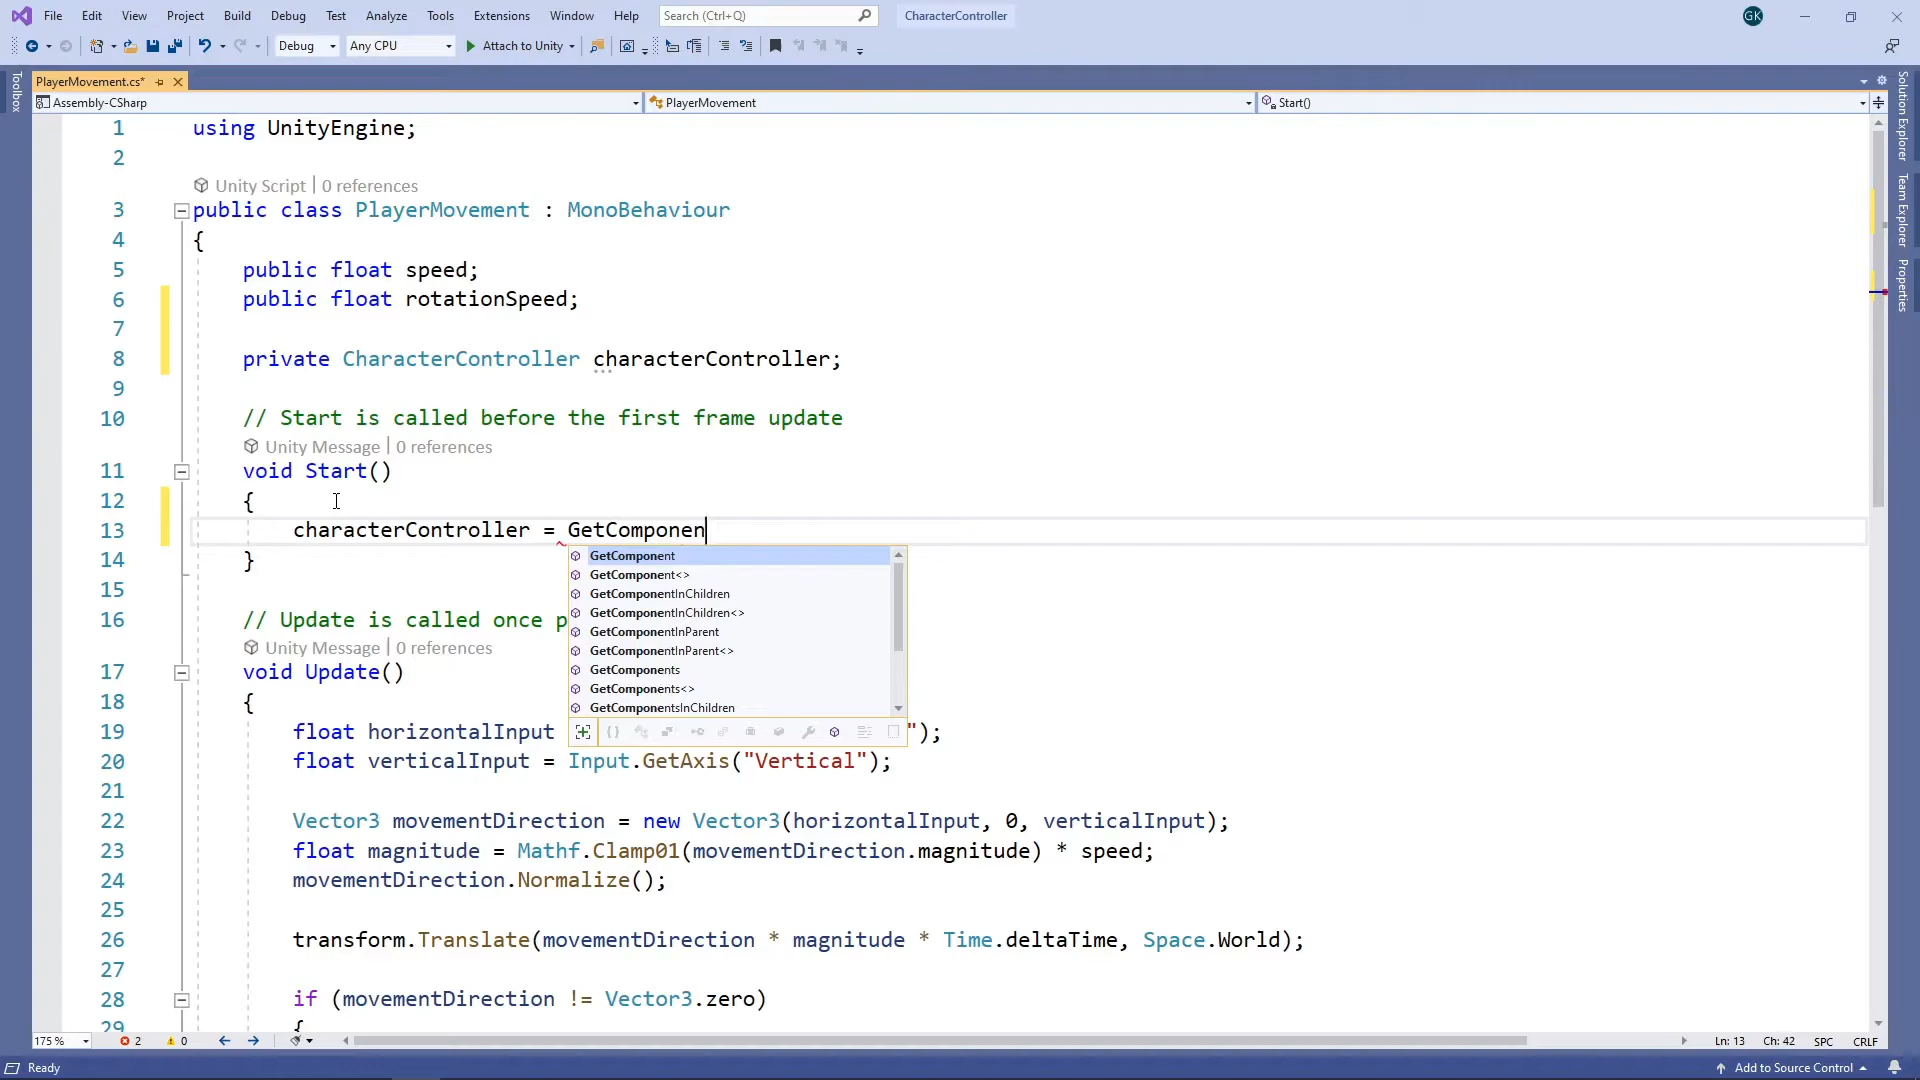 File Edit View Project Build Debug Test Analyze Tools Extensions Window Help Search (Ctrl+Q) CharacterController GK
Debug Any CPU Attach to Unity
PlayerMovement.cs*
Assembly-CSharp PlayerMovement Start()
Toolbox
Solution Explorer
Team Explorer
Properties
1 using UnityEngine;
2
Unity Script | 0 references
3 public class PlayerMovement : MonoBehaviour
4 {
5 public float speed;
6 public float rotationSpeed;
7
8 private CharacterController characterController;
9
10 // Start is called before the first frame update
Unity Message | 0 references
11 void Start()
12 {
13 characterController = GetComponen
14 }
15
16 // Update is called once p
Unity Message | 0 references
17 void Update()
18 {
19 float horizontalInput ");
20 float verticalInput = Input.GetAxis("Vertical");
21
22 Vector3 movementDirection = new Vector3(horizontalInput, 0, verticalInput);
23 float magnitude = Mathf.Clamp01(movementDirection.magnitude) * speed;
24 movementDirection.Normalize();
25
26 transform.Translate(movementDirection * magnitude * Time.deltaTime, Space.World);
27
28 if (movementDirection != Vector3.zero)
29 {
GetComponent
GetComponent<>
GetComponentInChildren
GetComponentInChildren<>
GetComponentInParent
GetComponentInParent<>
GetComponents
GetComponents<>
GetComponentsInChildren
175 % 2 0 Ln: 13 Ch: 42 SPC CRLF
Ready Add to Source Control